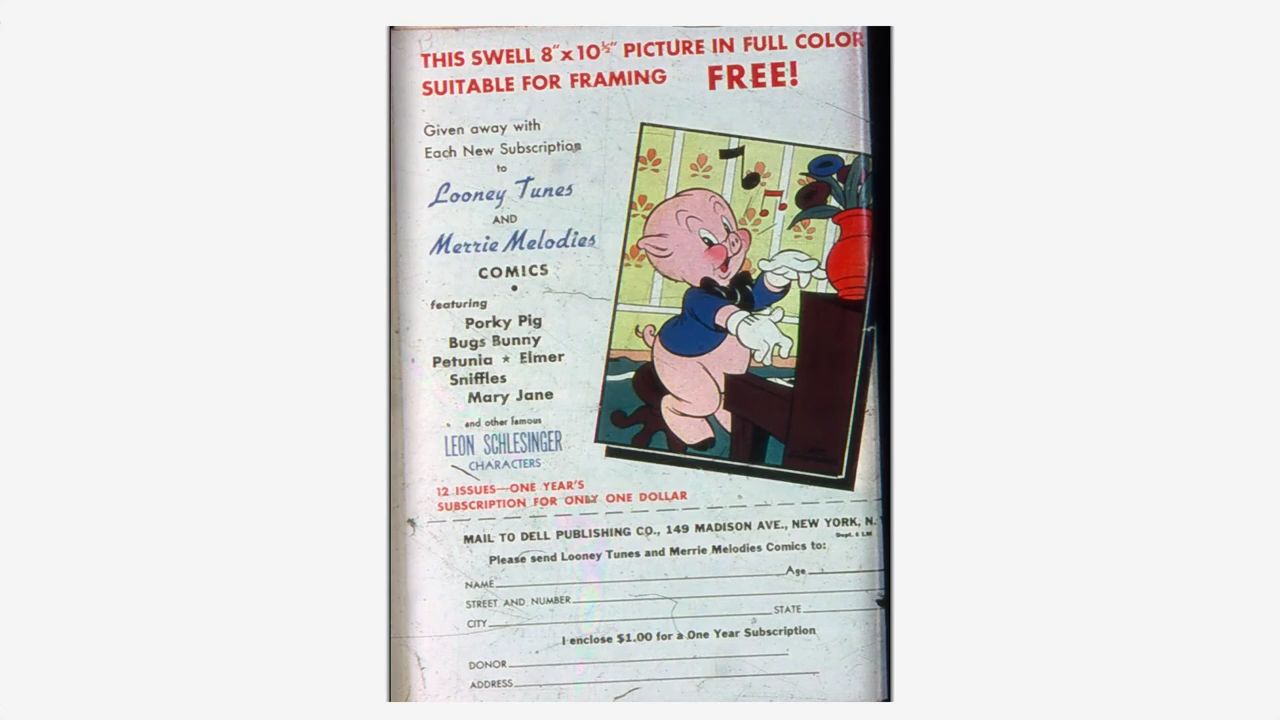 THIS SWELL 8"x10½" PICTURE IN FULL COLOR
SUITABLE FOR FRAMING FREE!
Given away with
Each New Subscription
to
Looney Tunes
AND
Merrie Melodies
COMICS
•
featuring
Porky Pig
Bugs Bunny
Petunia ★ Elmer
Sniffles
Mary Jane
and other famous
LEON SCHLESINGER
CHARACTERS
12 ISSUES—ONE YEAR'S
SUBSCRIPTION FOR ONLY ONE DOLLAR
MAIL TO DELL PUBLISHING CO., 149 MADISON AVE., NEW YORK, N.
Dept. 5 LM
Please send Looney Tunes and Merrie Melodies Comics to:
NAME Age
STREET AND NUMBER
CITY STATE
I enclose $1.00 for a One Year Subscription
DONOR
ADDRESS